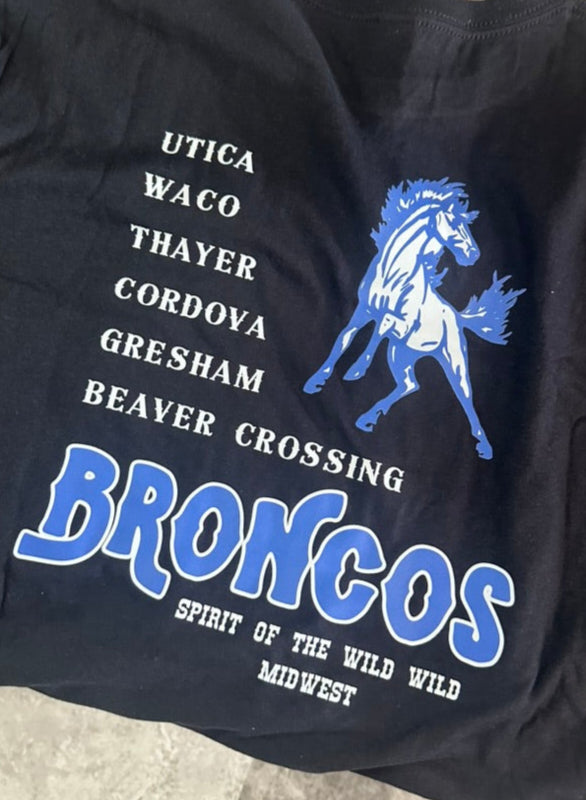 UTICA
WACO
THAYER
CORDOVA
GRESHAM
BEAVER CROSSING
BRONCOS
SPIRIT OF THE WILD WILD
MIDWEST